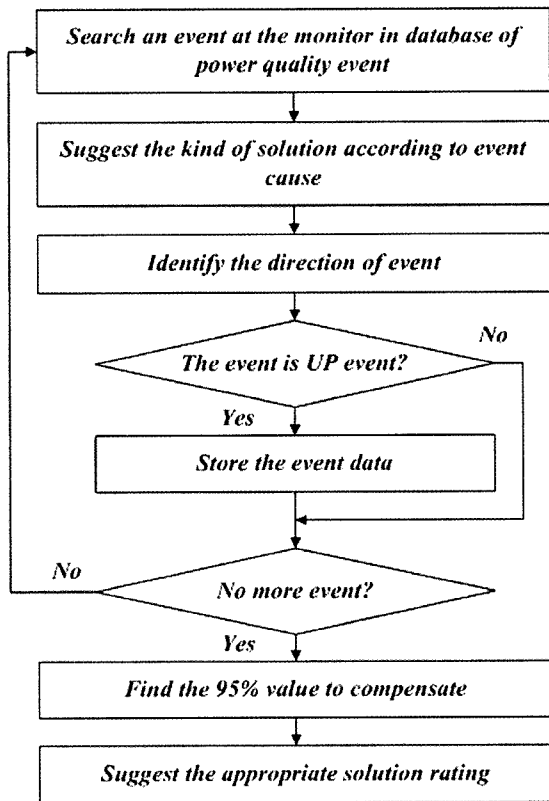 Search an event at the monitor in database of
power quality event
Suggest the kind of solution according to event
cause
Identify the direction of event
No
The event is UP event?
Yes
Store the event data
No
No more event?
Yes
Find the 95% value to compensate
Suggest the appropriate solution rating